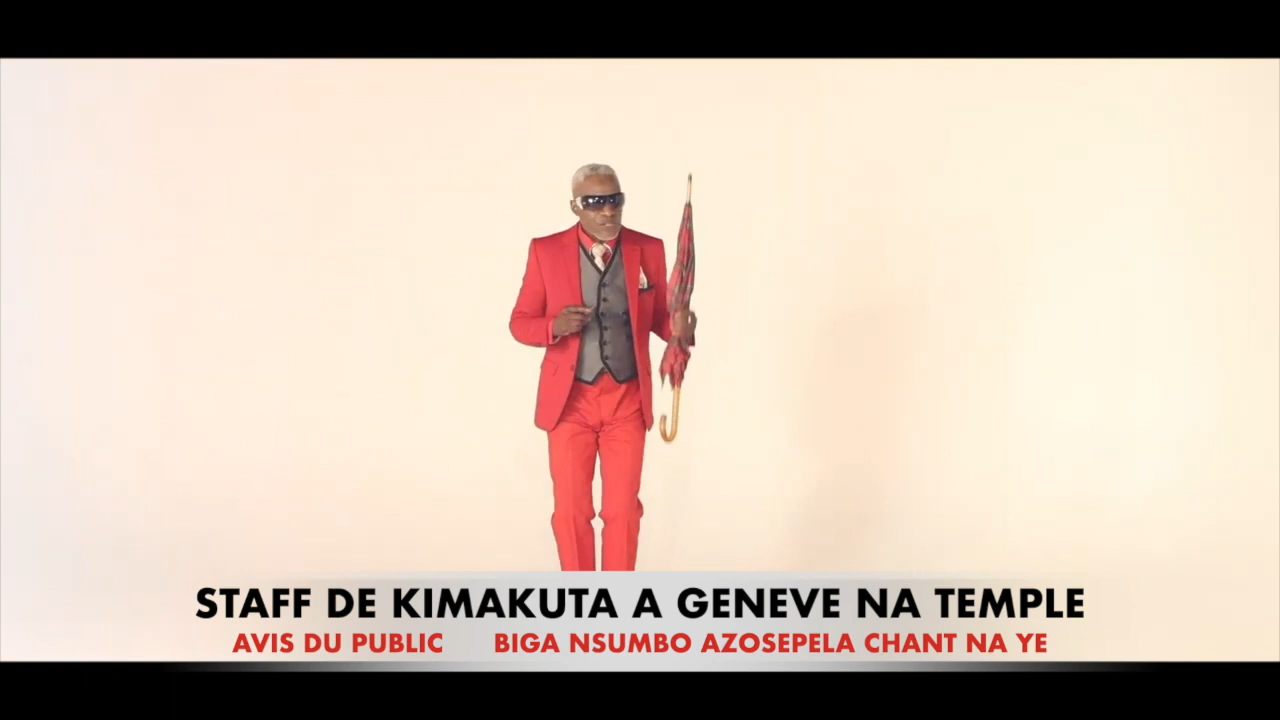 STAFF DE KIMAKUTA A GENEVE NA TEMPLE
AVIS DU PUBLIC BIGA NSUMBO AZOSEPELA CHANT NA YE